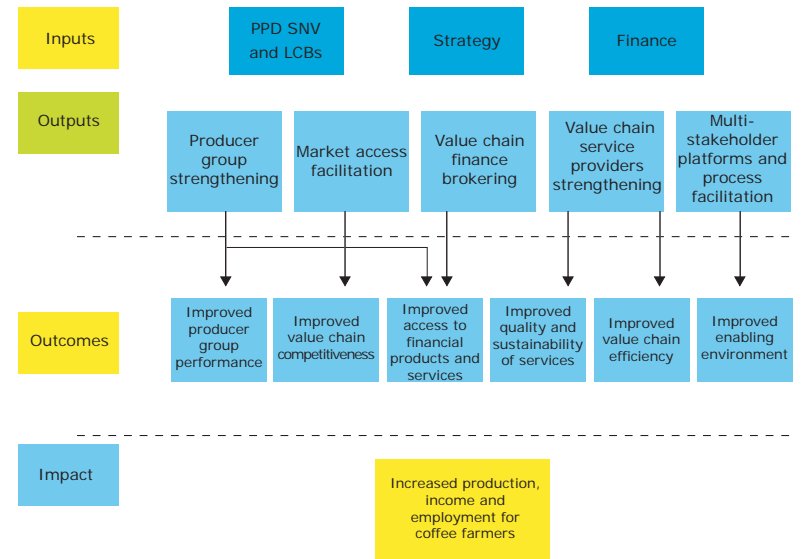 Inputs
PPD SNV
and LCBs
Strategy
Finance
Outputs
Producer
group
strengthening
Market access
facilitation
Value chain
finance
brokering
Value chain
service
providers
strengthening
Multi-
stakeholder
platforms and
process
facilitation
Outcomes
Improved
producer
group
performance
Improved
value chain
competitiveness
Improved
access to
financial
products and
services
Improved
quality and
sustainability
of services
Improved
value chain
efficiency
Improved
enabling
environment
Impact
Increased production,
income and
employment for
coffee farmers